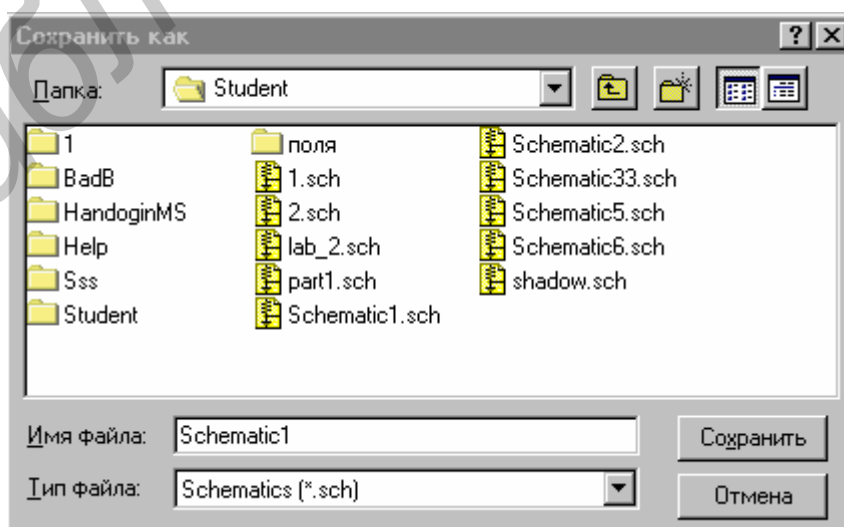 Сохранить как
Папка: Student
1
BadB
HandoginMS
Help
Sss
Student
поля
1.sch
2.sch
lab_2.sch
part1.sch
Schematic1.sch
Schematic2.sch
Schematic33.sch
Schematic5.sch
Schematic6.sch
shadow.sch
Имя файла: Schematic1
Сохранить
Тип файла: Schematics (*.sch)
Отмена